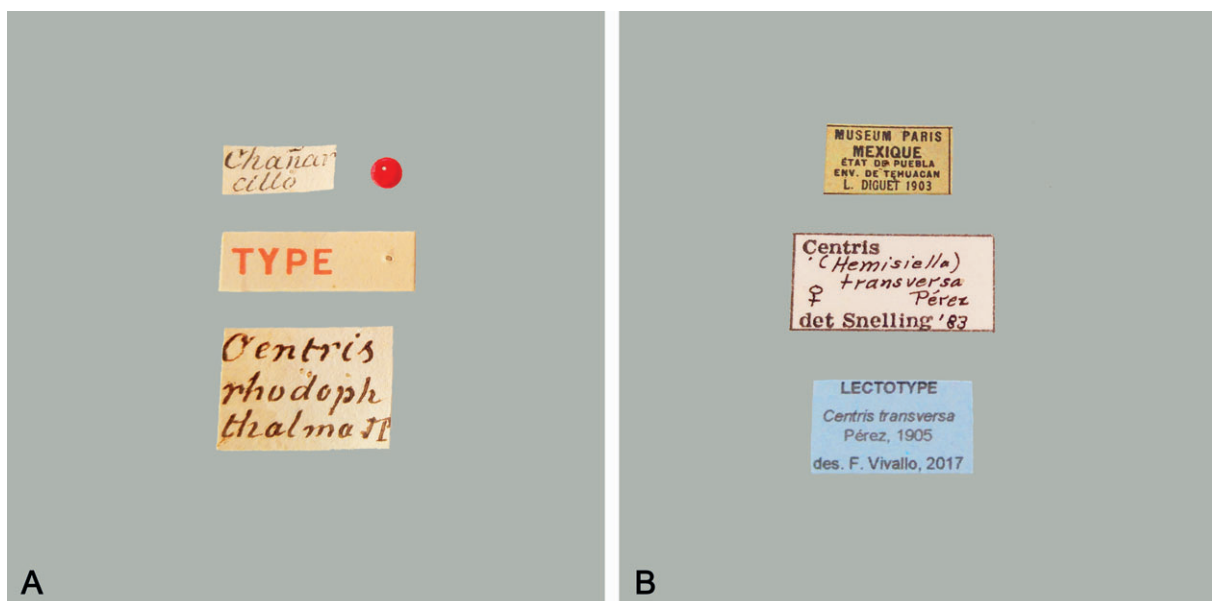 Chañar
cillo
TYPE
Centris
rhodoph
thalma
A
MUSEUM PARIS
MEXIQUE
ÉTAT DE PUEBLA
ENV. DE TEHUACAN
L. DIGUET 1903
Centris
(Hemisiella)
transversa
♀ Pérez
det Snelling '83
LECTOTYPE
Centris transversa
Pérez, 1905
des. F. Vivallo, 2017
B